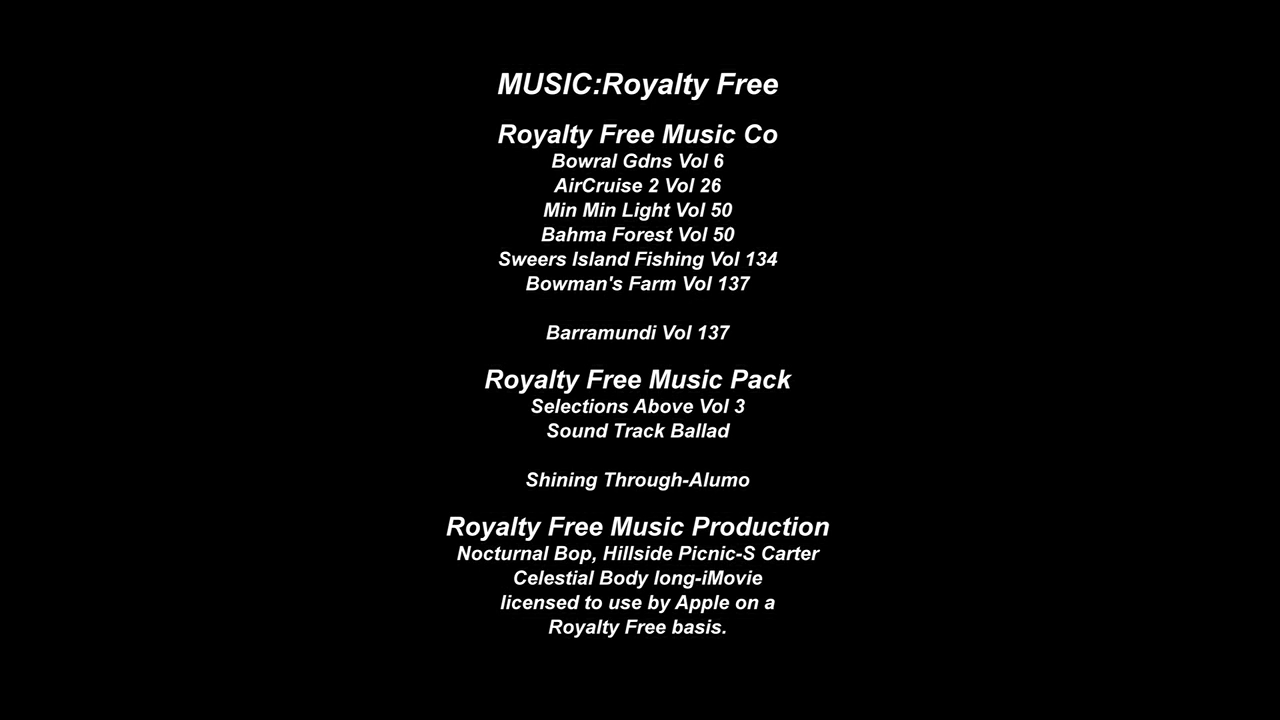 MUSIC:Royalty Free
Royalty Free Music Co
Bowral Gdns Vol 6
AirCruise 2 Vol 26
Min Min Light Vol 50
Bahma Forest Vol 50
Sweers Island Fishing Vol 134
Bowman's Farm Vol 137
Barramundi Vol 137
Royalty Free Music Pack
Selections Above Vol 3
Sound Track Ballad
Shining Through-Alumo
Royalty Free Music Production
Nocturnal Bop, Hillside Picnic-S Carter
Celestial Body long-iMovie
licensed to use by Apple on a
Royalty Free basis.